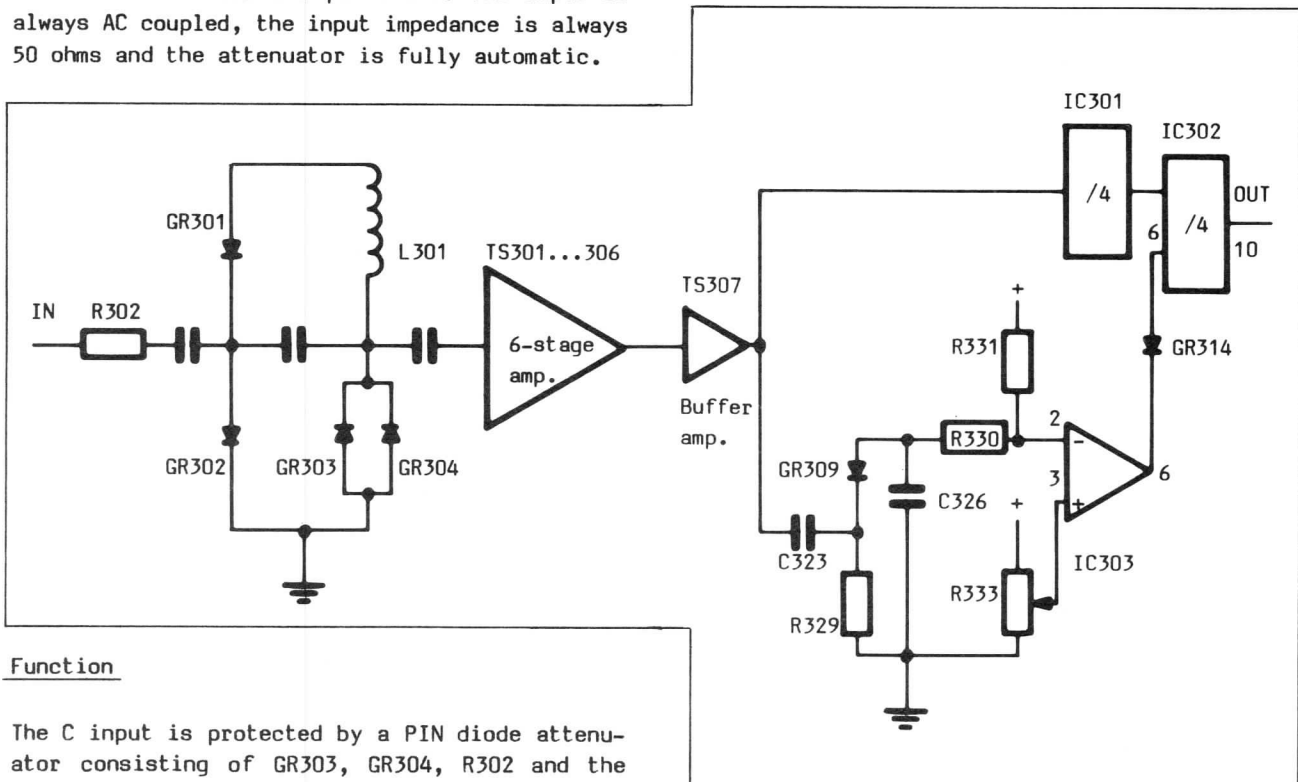 always AC coupled, the input impedance is always
50 ohms and the attenuator is fully automatic.
IC301
IC302
/4
/4
OUT
6
10
GR301
L301
TS301...306
TS307
IN
R302
6-stage
amp.
Buffer
amp.
+
R331
GR314
GR302
GR303
GR304
GR309
R330
2
-
3
+
6
C326
+
C323
IC303
R333
R329
Function
The C input is protected by a PIN diode attenu-
ator consisting of GR303, GR304, R302 and the